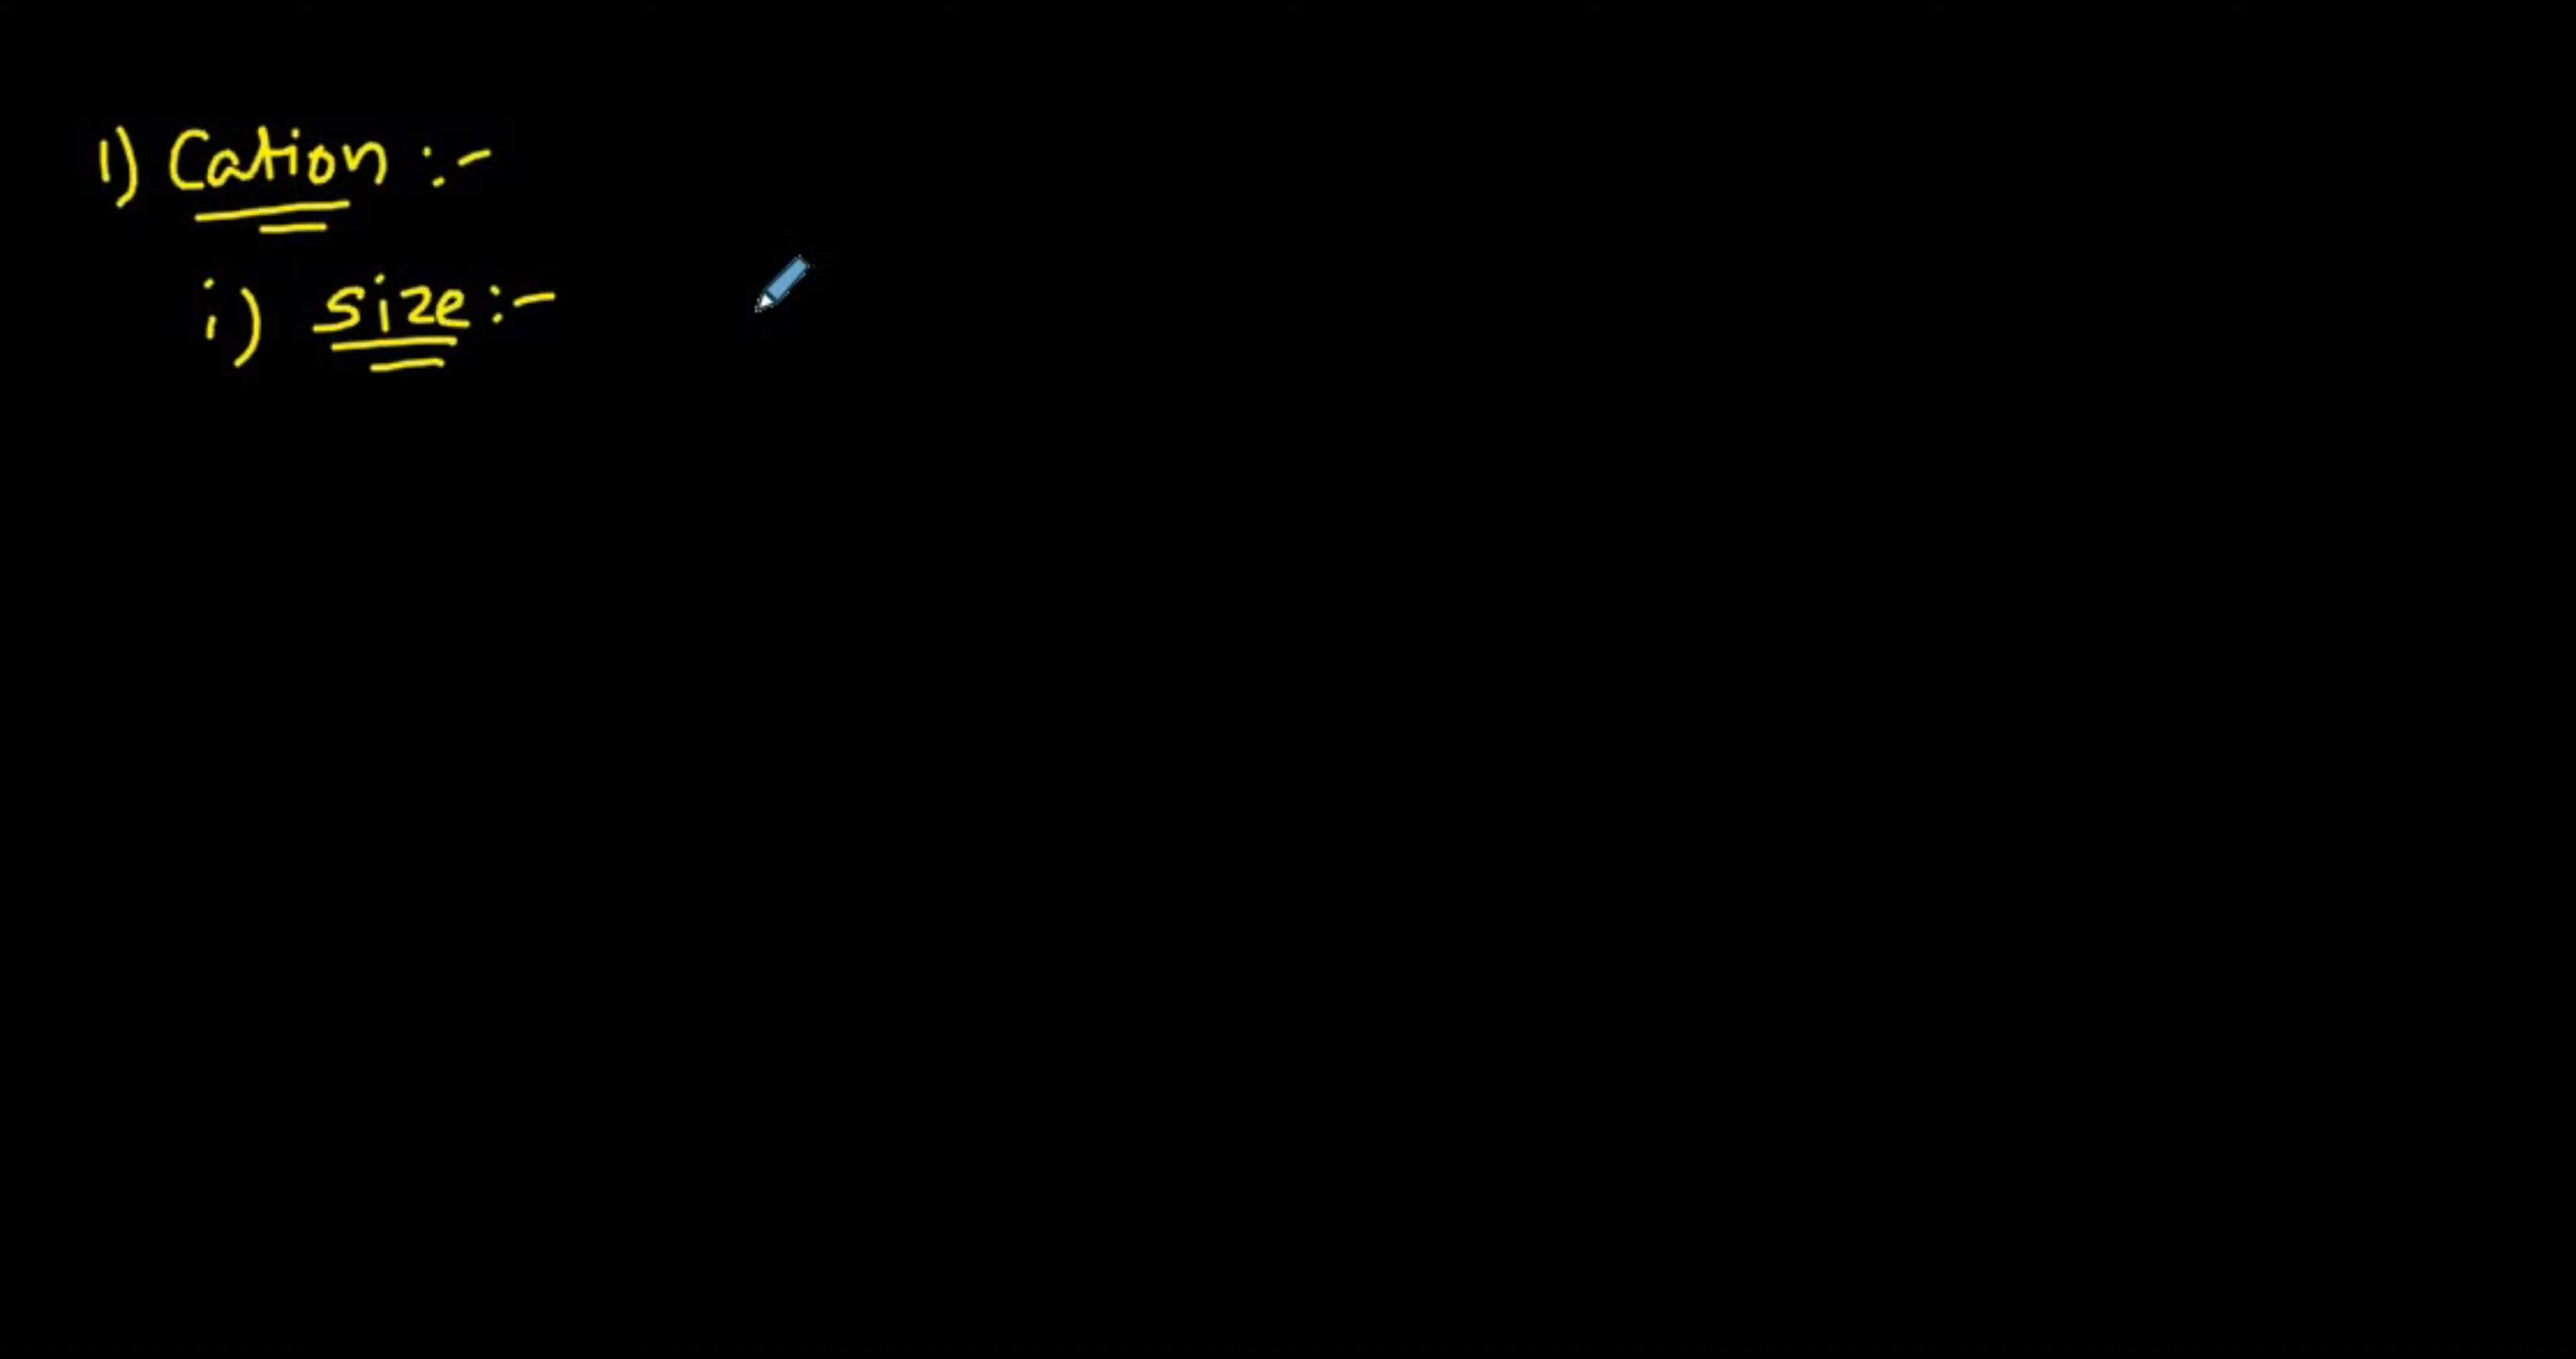 1) Cation :-
i) size :-